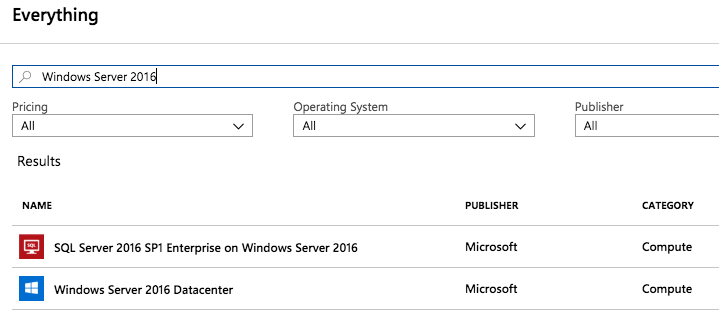 Everything
Windows Server 2016
Pricing Operating System Publisher
All All All
Results
NAME PUBLISHER CATEGORY
SQL SQL Server 2016 SP1 Enterprise on Windows Server 2016 Microsoft Compute
Windows Server 2016 Datacenter Microsoft Compute